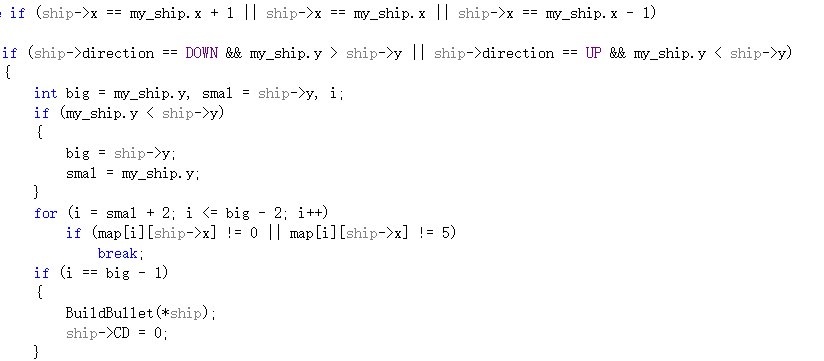 if (ship->x == my_ship.x + 1 || ship->x == my_ship.x || ship->x == my_ship.x - 1)
if (ship->direction == DOWN && my_ship.y > ship->y || ship->direction == UP && my_ship.y < ship->y)
{
int big = my_ship.y, smal = ship->y, i;
if (my_ship.y < ship->y)
{
big = ship->y;
smal = my_ship.y;
}
for (i = smal + 2; i <= big - 2; i++)
if (map[i][ship->x] != 0 || map[i][ship->x] != 5)
break;
if (i == big - 1)
{
BuildBullet(*ship);
ship->CD = 0;
}